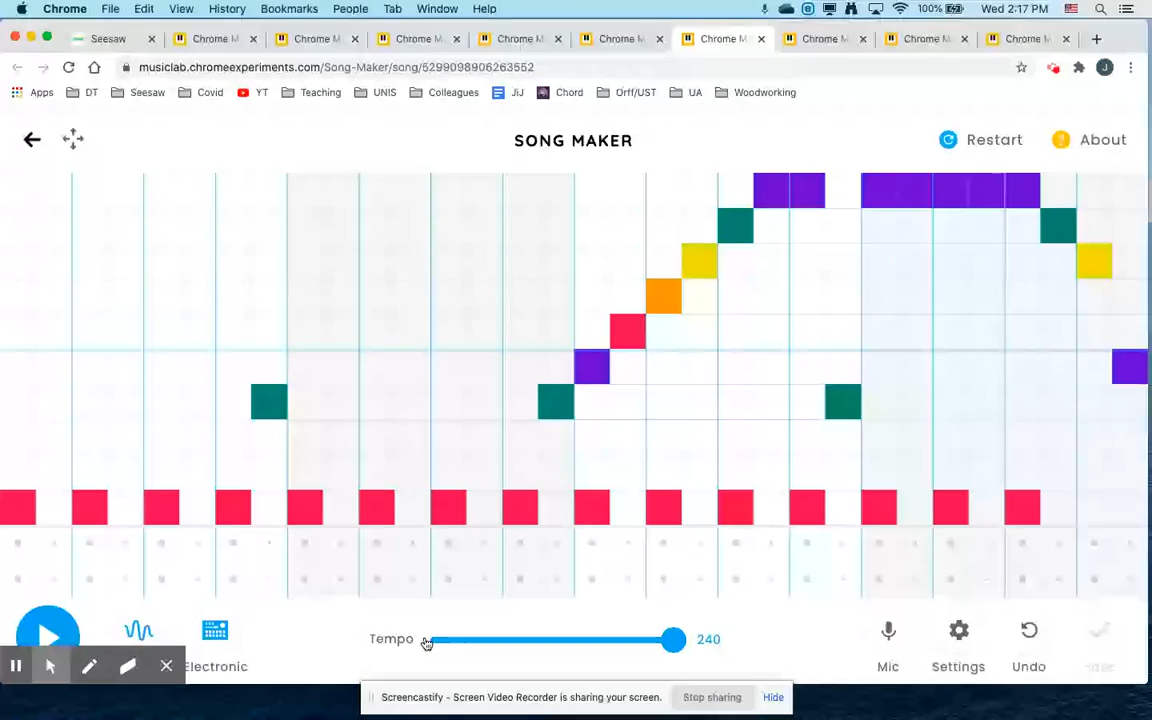 Chrome File Edit View History Bookmarks People Tab Window Help 100% Wed 2:17 PM
Seesaw Chrome M Chrome M Chrome M Chrome M Chrome M Chrome M Chrome M Chrome M Chrome M
musiclab.chromeexperiments.com/Song-Maker/song/5299098906263552 J
Apps DT Seesaw Covid YT Teaching UNIS Colleagues JiJ Chord Orff/UST UA Woodworking
SONG MAKER Restart ? About
Tempo 240
Electronic Mic Settings Undo
Screencastify - Screen Video Recorder is sharing your screen. Stop sharing Hide